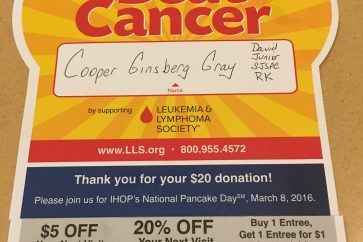 Cancer
Cooper Ginsberg Gray
David
Junior
RK
Name
by supporting
LEUKEMIA &
LYMPHOMA
SOCIETY®
www.LLS.org • 800.955.4572
Thank you for your $20 donation!
Please join us for IHOP's National Pancake Day℠, March 8, 2016.
$5 OFF
20% OFF
Your Next Visit
Buy 1 Entree,
Get 1 Entree for $1